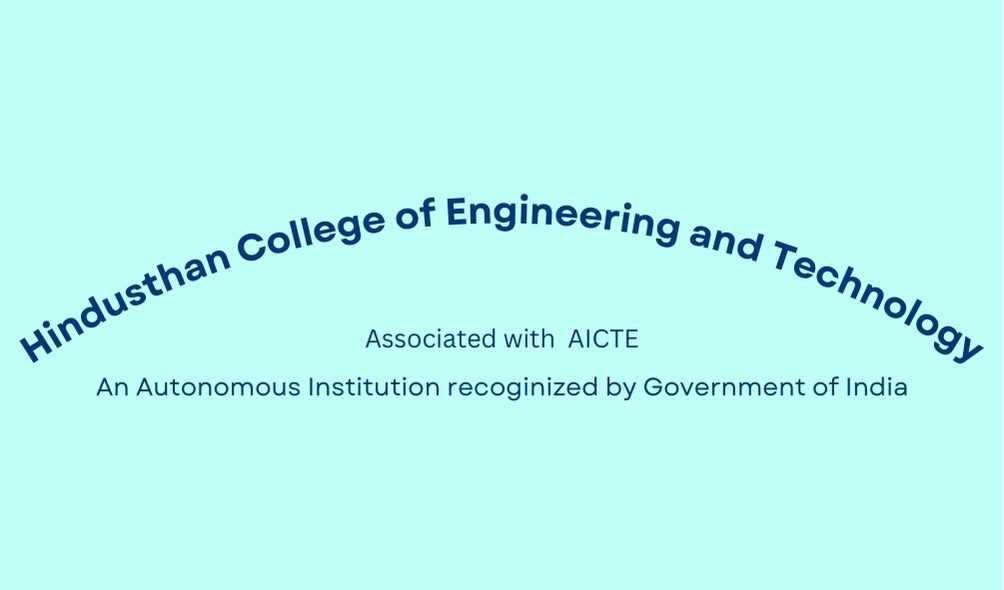 Hindusthan College of Engineering and Technology
Associated with AICTE
An Autonomous Institution recoginized by Government of India